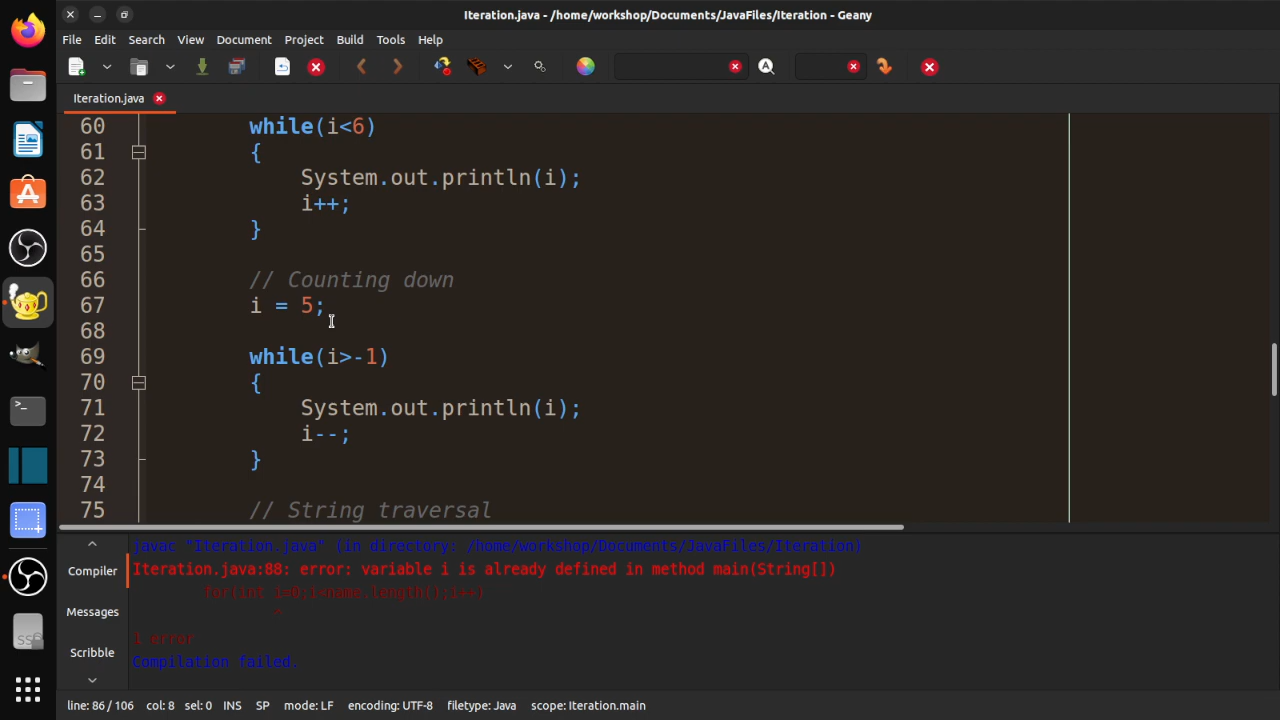 Iteration.java - /home/workshop/Documents/JavaFiles/Iteration - Geany
File Edit Search View Document Project Build Tools Help
Iteration.java
60 while(i<6)
61 {
62 System.out.println(i);
63 i++;
64 }
65
66 // Counting down
67 i = 5;
68
69 while(i>-1)
70 {
71 System.out.println(i);
72 i--;
73 }
74
75 // String traversal
Compiler
Messages
Scribble
javac "Iteration.java" (in directory: /home/workshop/Documents/JavaFiles/Iteration)
Iteration.java:88: error: variable i is already defined in method main(String[])
for(int i=0;i<name.length();i++)
^
1 error
Compilation failed.
line: 86 / 106 col: 8 sel: 0 INS SP mode: LF encoding: UTF-8 filetype: Java scope: Iteration.main